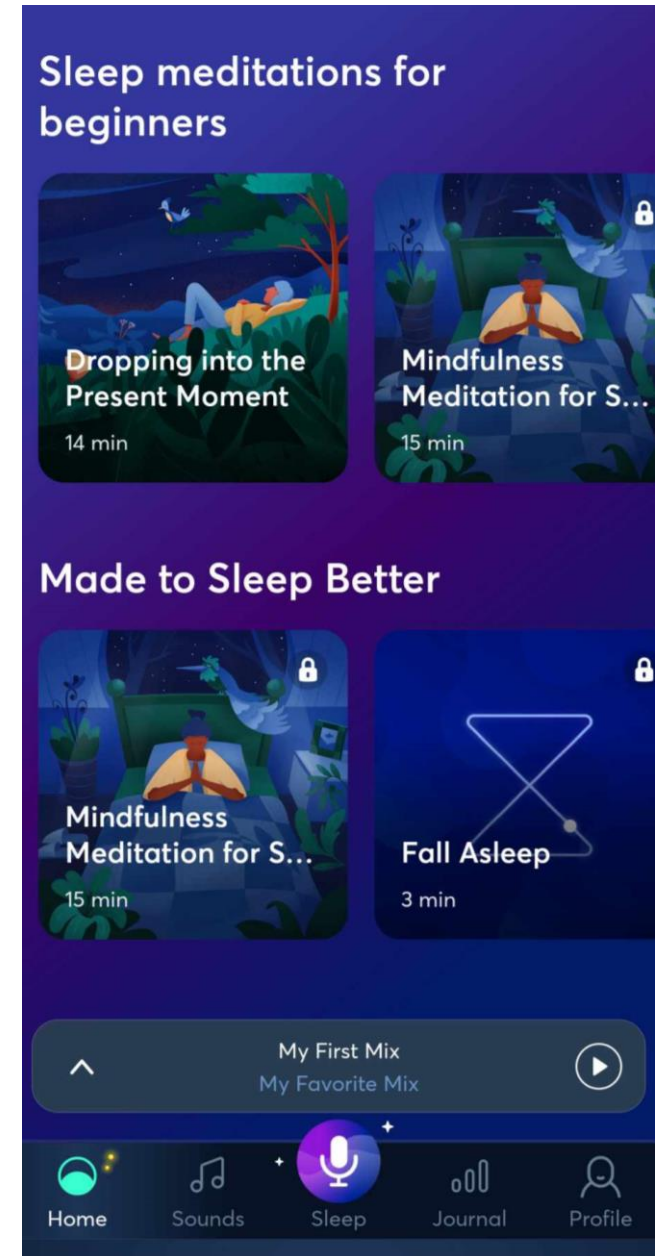 Sleep meditations for
beginners
Dropping into the
Present Moment
14 min
Mindfulness
Meditation for S...
15 min
Made to Sleep Better
Mindfulness
Meditation for S...
15 min
Fall Asleep
3 min
My First Mix
My Favorite Mix
Home
Sounds
Sleep
Journal
Profile